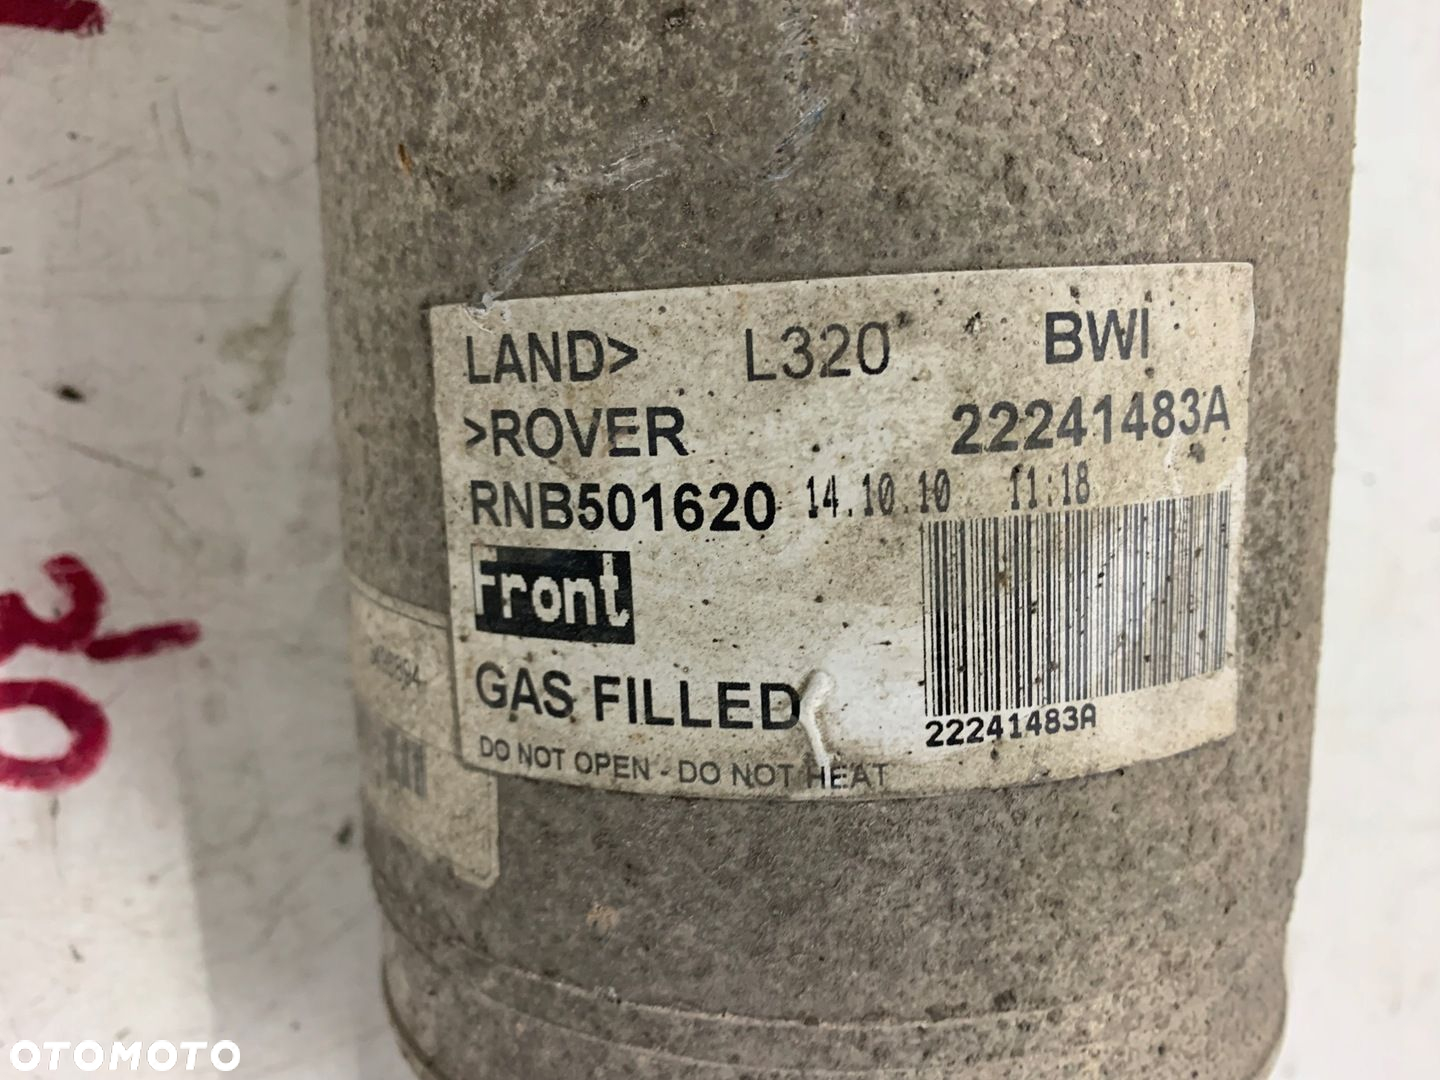 LAND> L320 BWI
>ROVER 22241483A
RNB501620 14.10.10 11:18
Front
GAS FILLED
22241483A
DO NOT OPEN - DO NOT HEAT
OTOMOTO